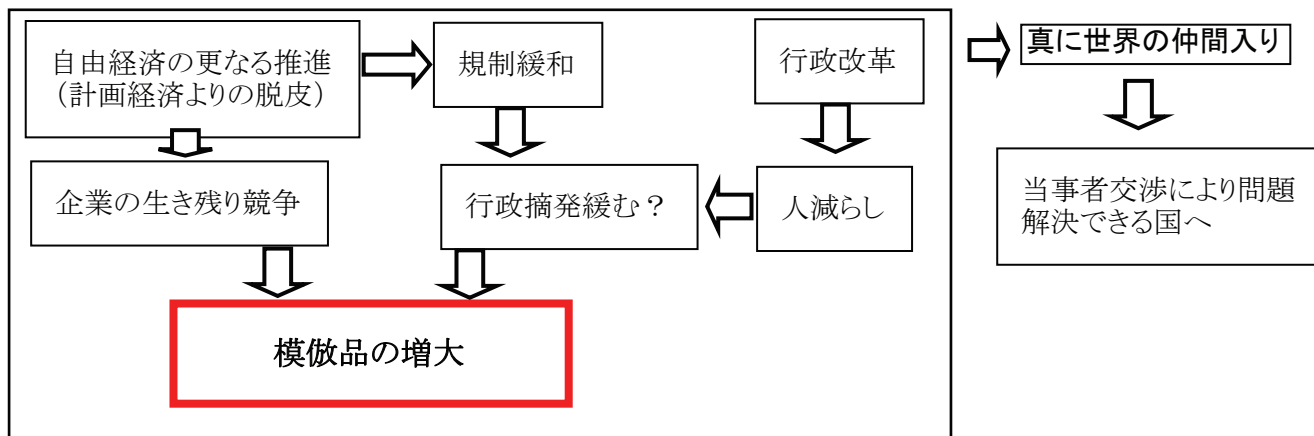 自由経済の更なる推進
（計画経済よりの脱皮）
規制緩和
行政改革
真に世界の仲間入り
企業の生き残り競争
行政摘発緩む？
人減らし
当事者交渉により問題
解決できる国へ
模倣品の増大